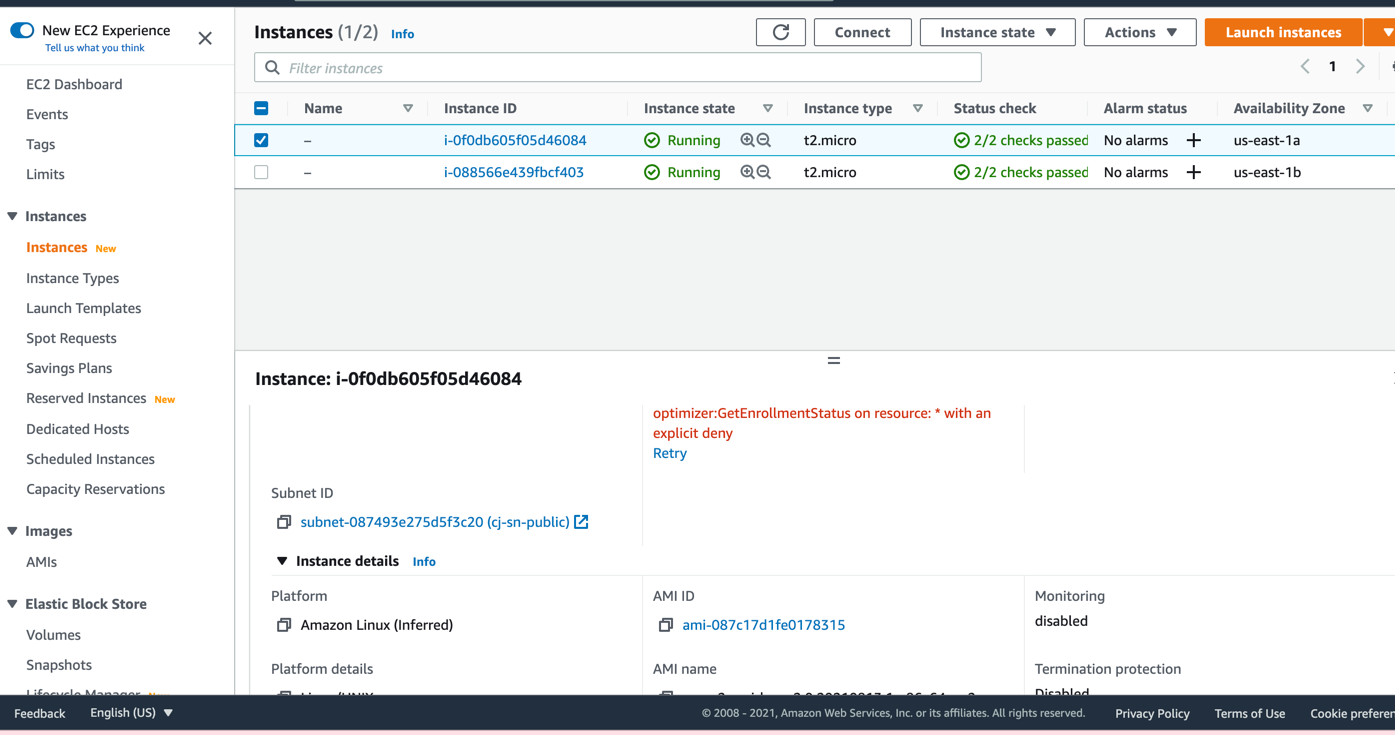 New EC2 Experience
Tell us what you think
EC2 Dashboard
Events
Tags
Limits
Instances
Instances New
Instance Types
Launch Templates
Spot Requests
Savings Plans
Reserved Instances New
Dedicated Hosts
Scheduled Instances
Capacity Reservations
Images
AMIs
Elastic Block Store
Volumes
Snapshots
Lifecycle Manager
Instances (1/2) Info
Connect
Instance state
Actions
Launch instances
Filter instances
1
Name Instance ID Instance state Instance type Status check Alarm status Availability Zone
– i-0f0db605f05d46084 Running t2.micro 2/2 checks passed No alarms + us-east-1a
– i-088566e439fbcf403 Running t2.micro 2/2 checks passed No alarms + us-east-1b
Instance: i-0f0db605f05d46084
optimizer:GetEnrollmentStatus on resource: * with an
explicit deny
Retry
Subnet ID
subnet-087493e275d5f3c20 (cj-sn-public)
Instance details Info
Platform
Amazon Linux (Inferred)
AMI ID
ami-087c17d1fe0178315
Monitoring
disabled
Platform details
AMI name
Termination protection
Disabled
Feedback English (US) © 2008 - 2021, Amazon Web Services, Inc. or its affiliates. All rights reserved. Privacy Policy Terms of Use Cookie preferen